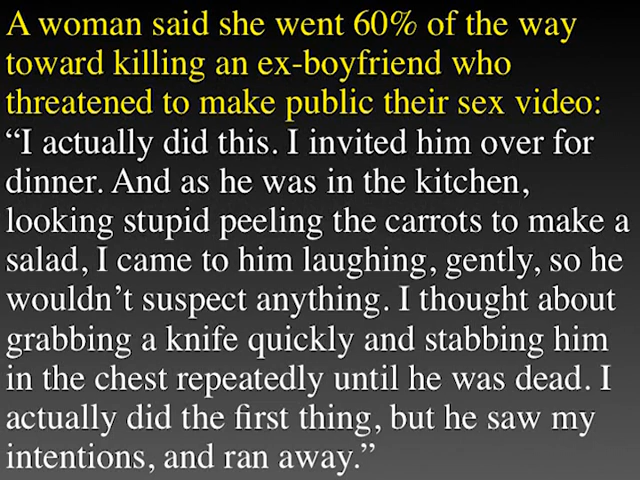 A woman said she went 60% of the way
toward killing an ex-boyfriend who
threatened to make public their sex video:
“I actually did this. I invited him over for
dinner. And as he was in the kitchen,
looking stupid peeling the carrots to make a
salad, I came to him laughing, gently, so he
wouldn’t suspect anything. I thought about
grabbing a knife quickly and stabbing him
in the chest repeatedly until he was dead. I
actually did the first thing, but he saw my
intentions, and ran away.”